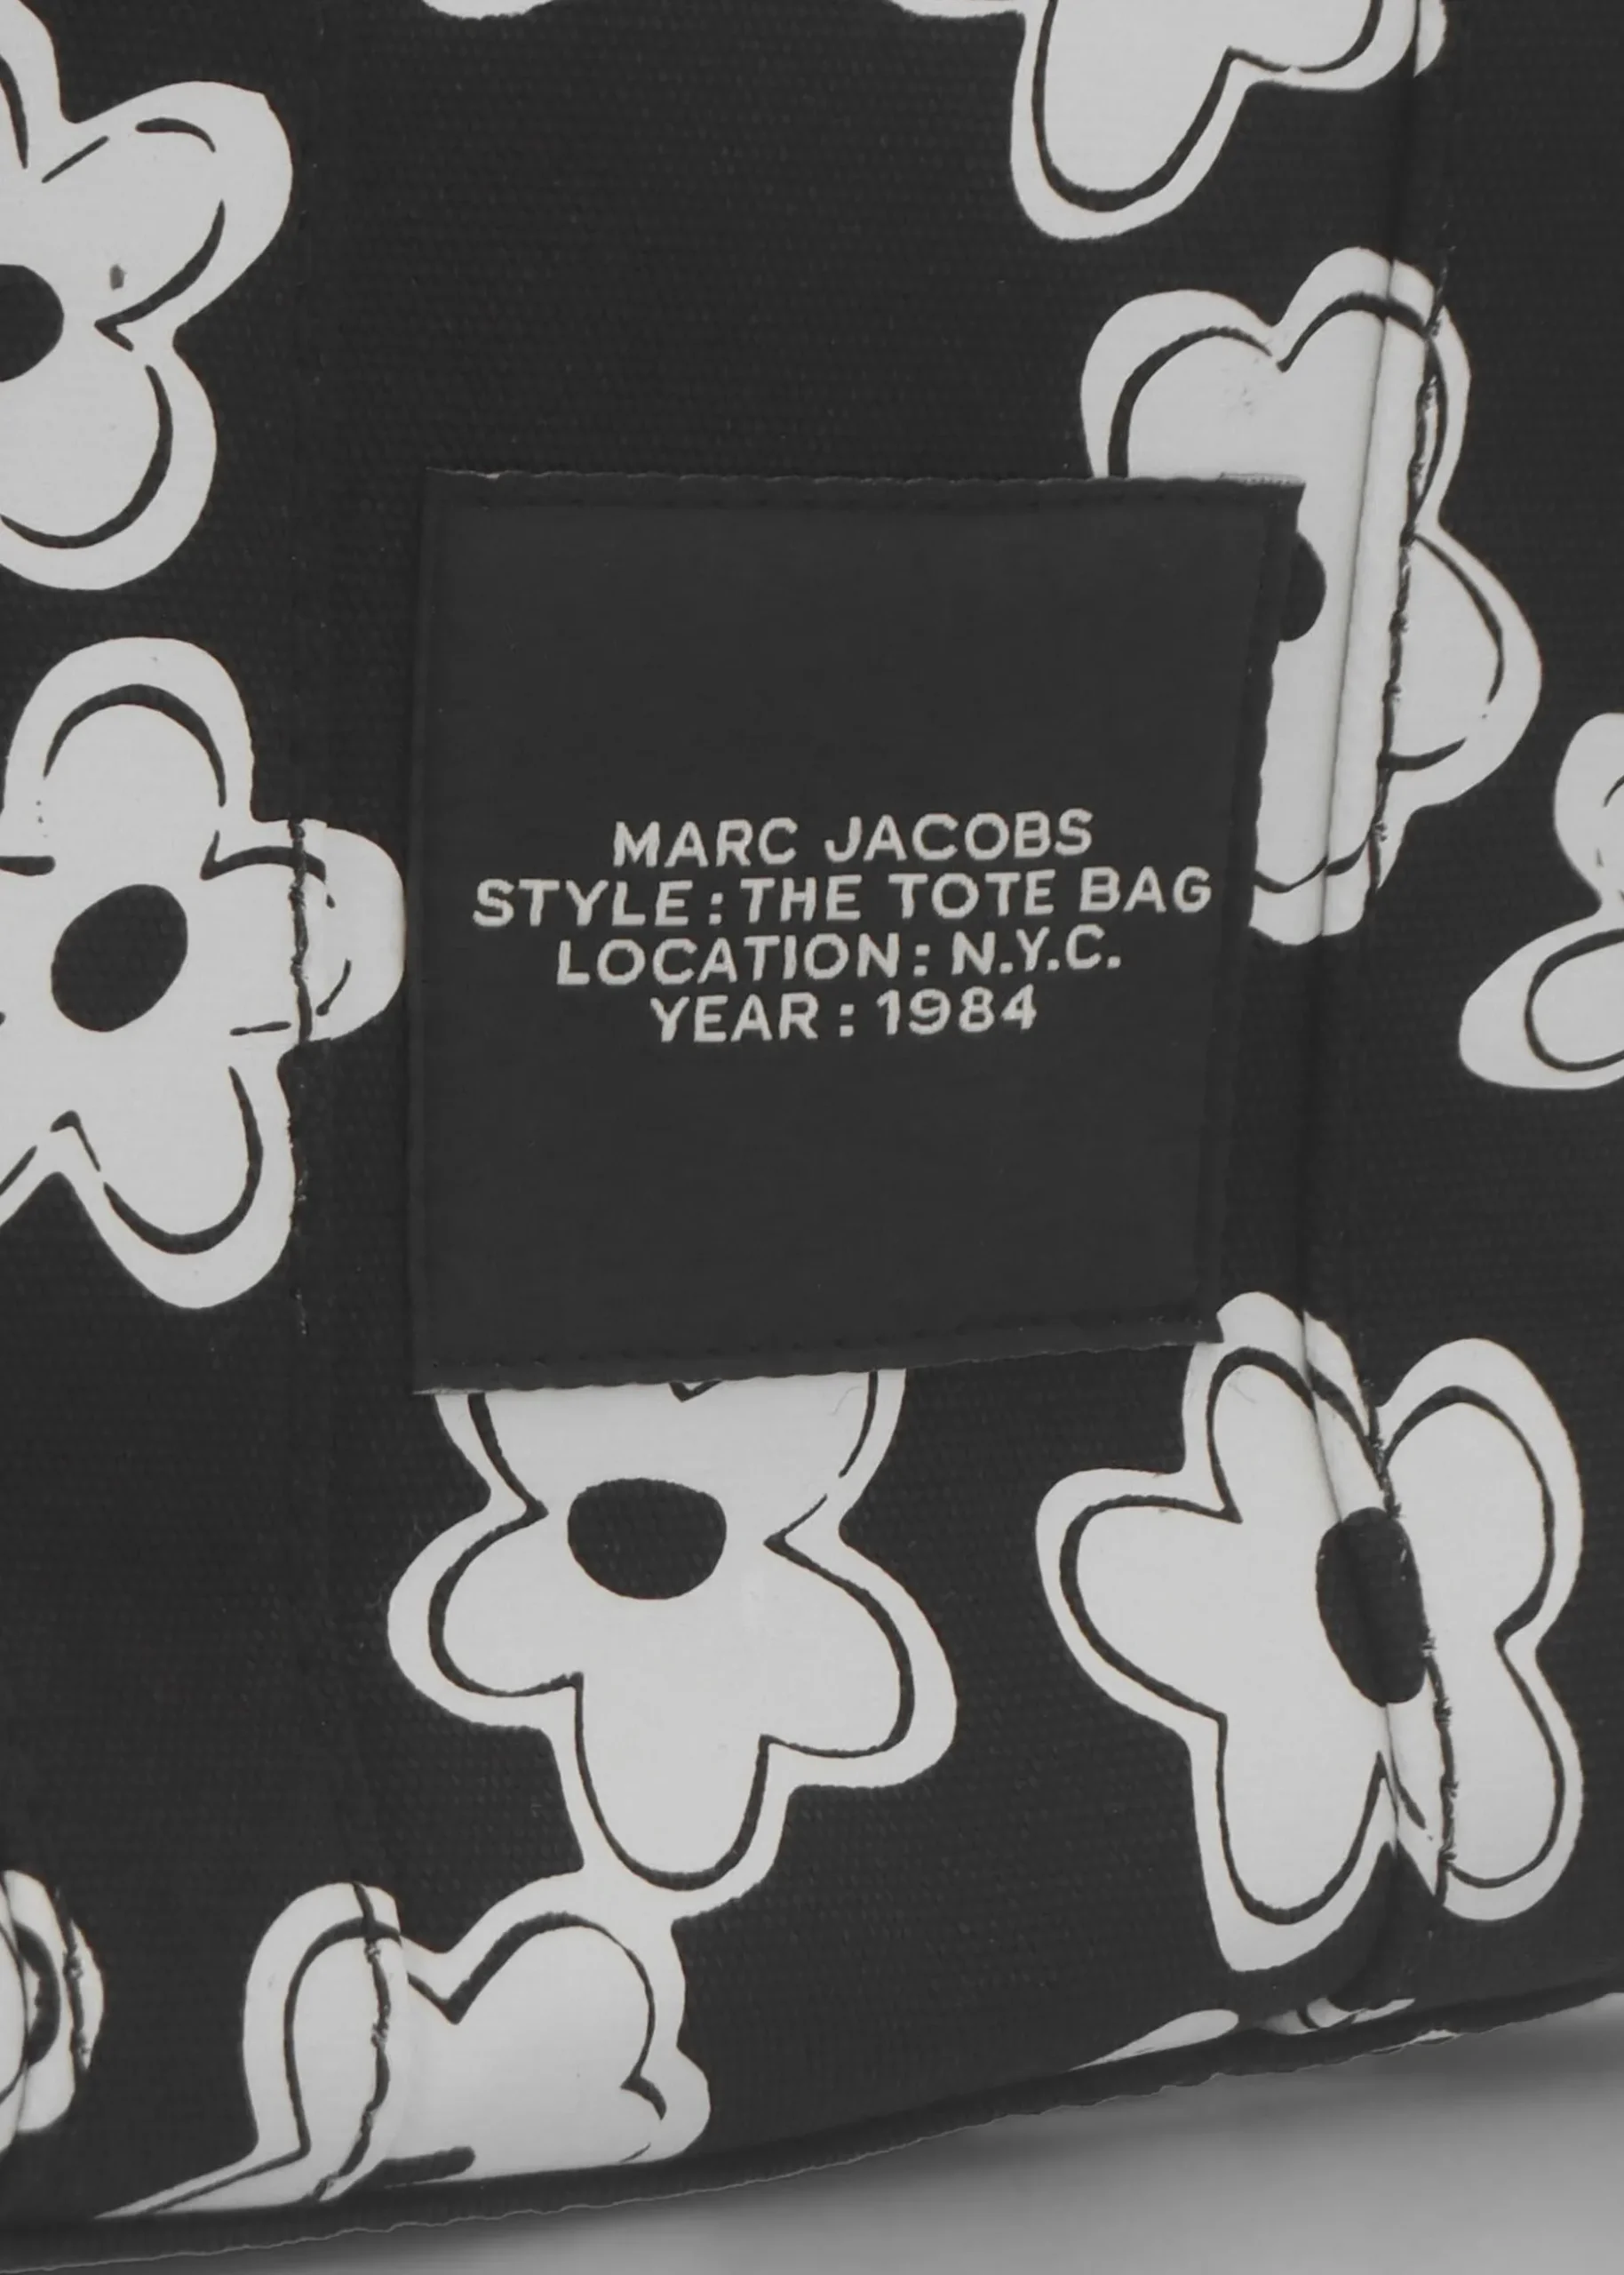 MARC JACOBS
STYLE : THE TOTE BAG
LOCATION : N.Y.C.
YEAR : 1984